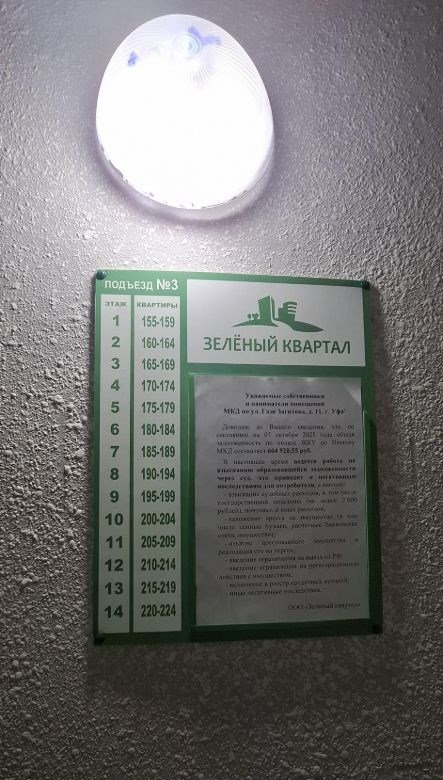 ПОДЪЕЗД №3
ЭТАЖ КВАРТИРЫ
1 155-159
2 160-164
3 165-169
4 170-174
5 175-179
6 180-184
7 185-189
8 190-194
9 195-199
10 200-204
11 205-209
12 210-214
13 215-219
14 220-224
ЗЕЛЁНЫЙ КВАРТАЛ
Уважаемые собственники
и наниматели помещений
МКД по ул. Гали Загитова, д. 11, г. Уфа!
Доводим до Вашего сведения, что по
состоянию на 07 октября 2025 года общая
задолженность по оплате ЖКУ по Вашему
МКД составляет 664 920,55 руб.
В настоящее время ведется работа по
взысканию образовавшейся задолженности
через суд, что приводит к негативным
последствиям для потребителя, а именно:
- взыскание судебных расходов, в том числе
государственной пошлины (не менее 2 000
рублей), почтовых и иных расходов;
- наложение ареста на имущество (в том
числе ценные бумаги, расчетные банковские
счета, имущество);
- изъятие арестованного имущества и
реализация его на торгах;
- введение ограничения на выезд из РФ;
- введение ограничения на регистрационные
действия с имуществом;
- включение в реестр кредитных историй;
- иные негативные последствия.
ООО «Зеленый квартал»